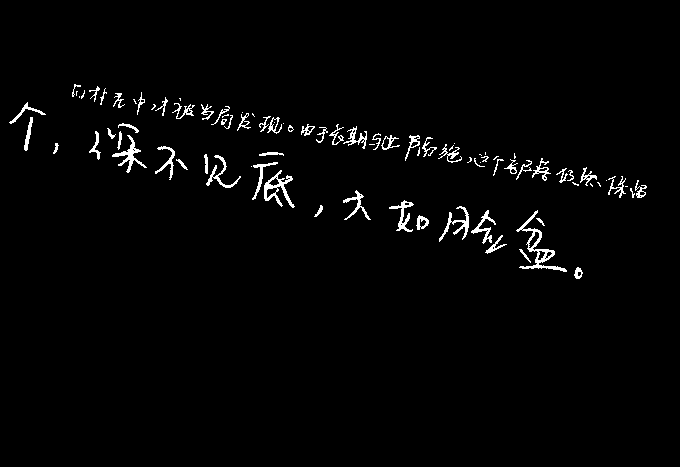 的村店中,才被当局发现。由于长期与世隔绝,这个部落依然保留
个,深不见底,大如脸盆。